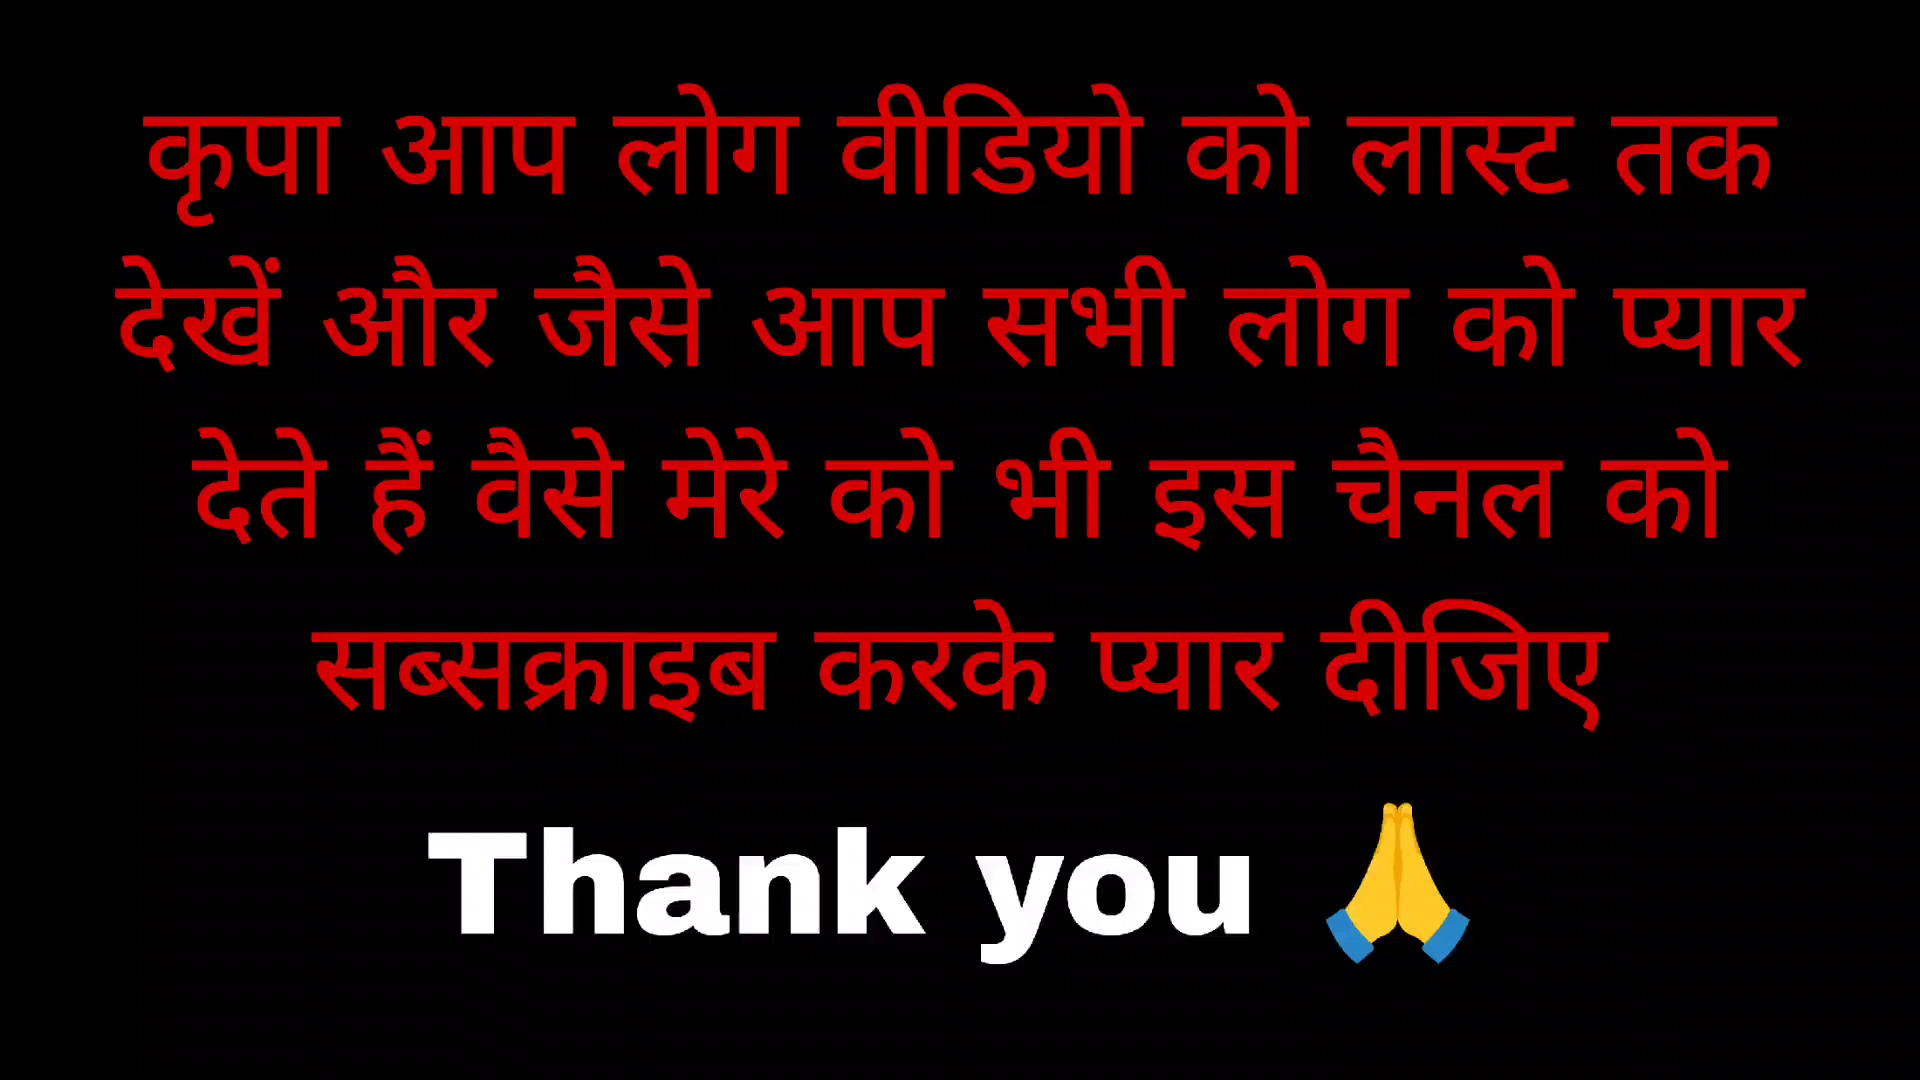 कृपा आप लोग वीडियो को लास्ट तक
देखें और जैसे आप सभी लोग को प्यार
देते हैं वैसे मेरे को भी इस चैनल को
सब्सक्राइब करके प्यार दीजिए
Thank you 🙏